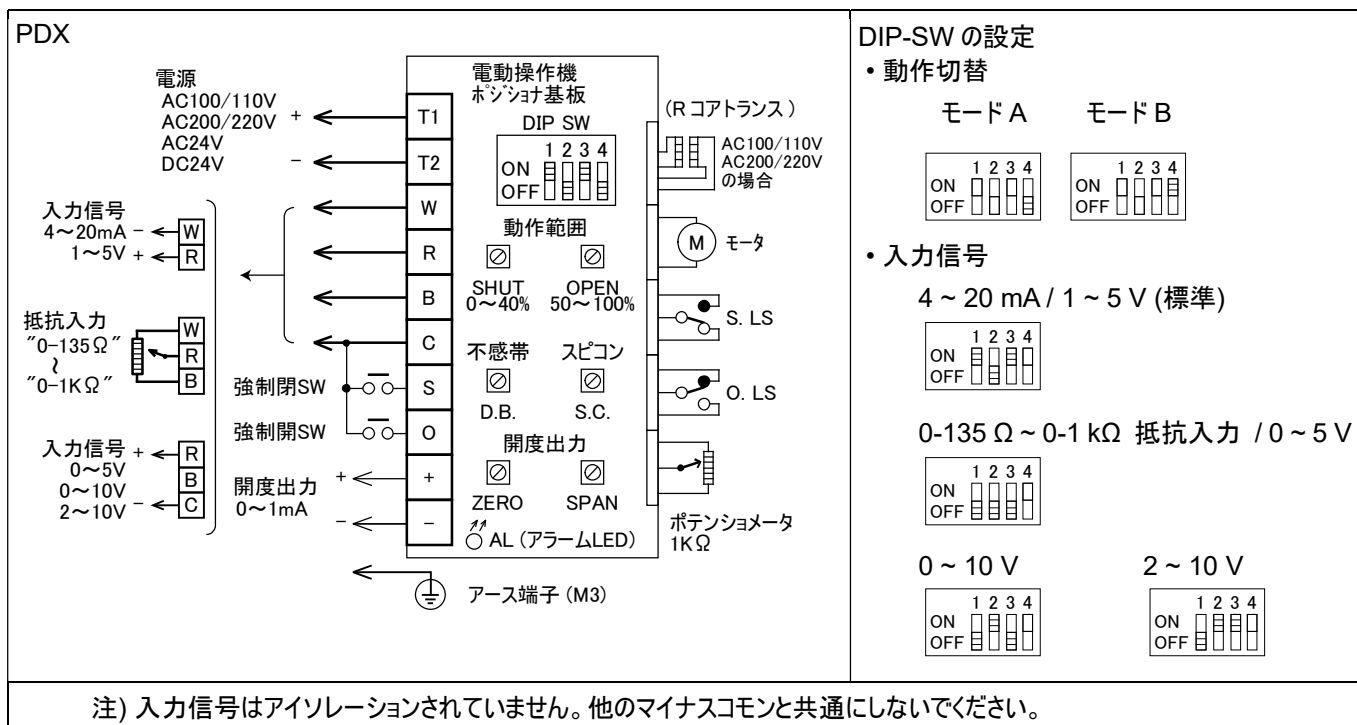 PDX
電源
AC100/110V
AC200/220V
AC24V
DC24V
+
−
入力信号
4～20mA − W
1～5V + R
抵抗入力
"0-135Ω"
～
"0-1KΩ"
W
R
B
入力信号 + R
0～5V
B
0～10V
2～10V − C
強制閉SW
強制開SW
開度出力
0～1mA
+
−
T1
T2
W
R
B
C
S
O
+
−
電動操作機
ポジショナ基板
DIP SW
1 2 3 4
ON
OFF
動作範囲
SHUT OPEN
0～40% 50～100%
不感帯 スピコン
D.B. S.C.
開度出力
ZERO SPAN
AL (アラームLED)
アース端子 (M3)
(R コアトランス )
AC100/110V
AC200/220V
の場合
M モータ
S. LS
O. LS
ポテンショメータ
1KΩ
DIP-SW の設定
・動作切替
モード A モード B
1 2 3 4 1 2 3 4
ON ON
OFF OFF
・入力信号
4 ~ 20 mA / 1 ~ 5 V (標準)
1 2 3 4
ON
OFF
0-135 Ω ~ 0-1 kΩ 抵抗入力 / 0 ~ 5 V
1 2 3 4
ON
OFF
0 ~ 10 V 2 ~ 10 V
1 2 3 4 1 2 3 4
ON ON
OFF OFF
注) 入力信号はアイソレーションされていません。他のマイナスコモンと共通にしないでください。